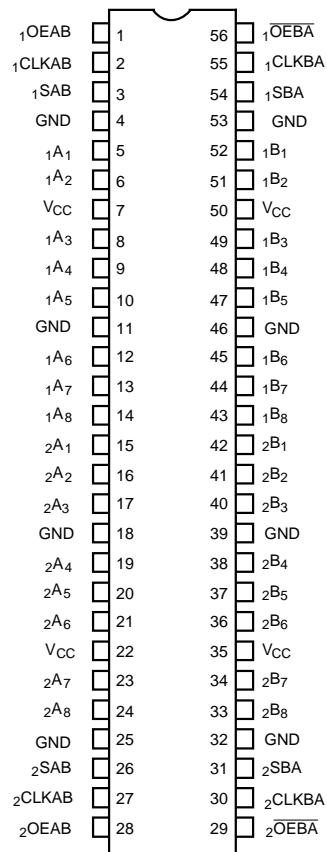 1OEAB 1 56 1O̅E̅B̅A̅
1CLKAB 2 55 1CLKBA
1SAB 3 54 1SBA
GND 4 53 GND
1A1 5 52 1B1
1A2 6 51 1B2
VCC 7 50 VCC
1A3 8 49 1B3
1A4 9 48 1B4
1A5 10 47 1B5
GND 11 46 GND
1A6 12 45 1B6
1A7 13 44 1B7
1A8 14 43 1B8
2A1 15 42 2B1
2A2 16 41 2B2
2A3 17 40 2B3
GND 18 39 GND
2A4 19 38 2B4
2A5 20 37 2B5
2A6 21 36 2B6
VCC 22 35 VCC
2A7 23 34 2B7
2A8 24 33 2B8
GND 25 32 GND
2SAB 26 31 2SBA
2CLKAB 27 30 2CLKBA
2OEAB 28 29 2O̅E̅B̅A̅